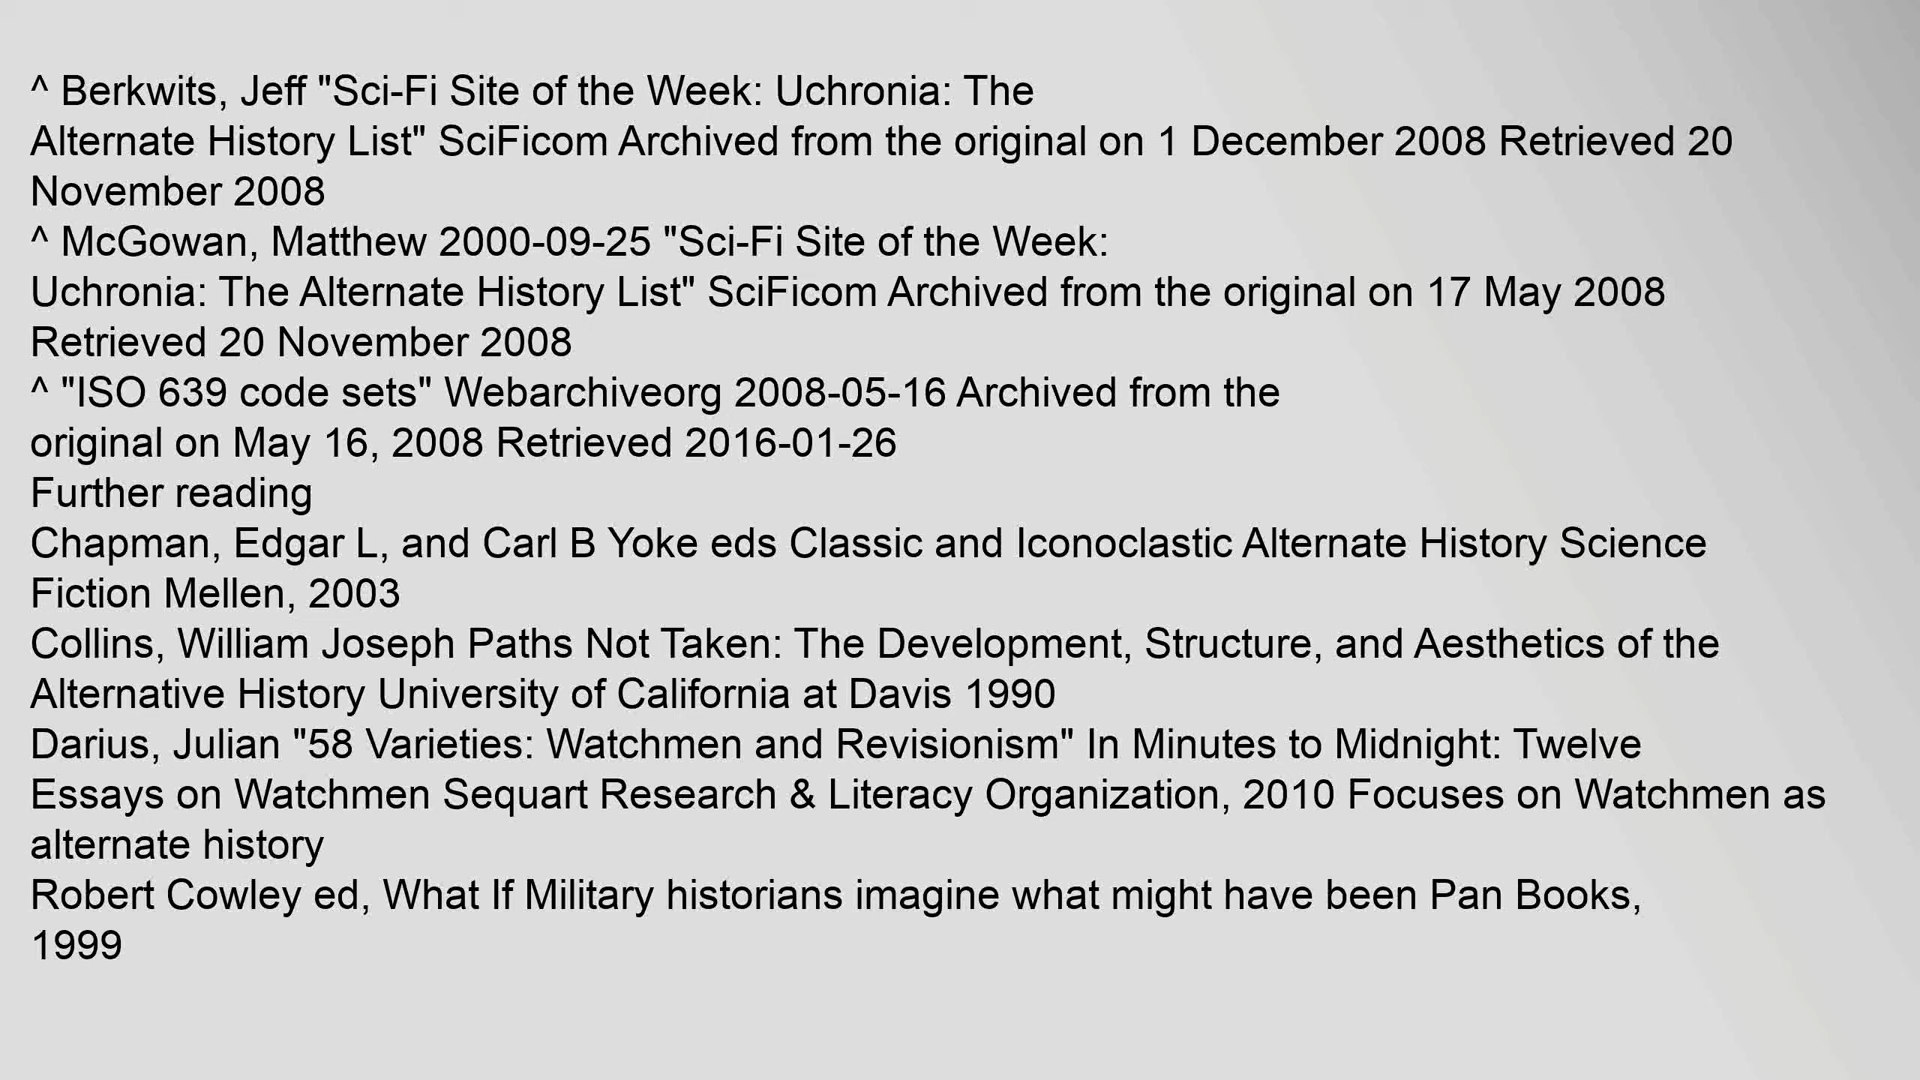 ^ Berkwits, Jeff "Sci-Fi Site of the Week: Uchronia: The
Alternate History List" SciFicom Archived from the original on 1 December 2008 Retrieved 20
November 2008
^ McGowan, Matthew 2000-09-25 "Sci-Fi Site of the Week:
Uchronia: The Alternate History List" SciFicom Archived from the original on 17 May 2008
Retrieved 20 November 2008
^ "ISO 639 code sets" Webarchiveorg 2008-05-16 Archived from the
original on May 16, 2008 Retrieved 2016-01-26
Further reading
Chapman, Edgar L, and Carl B Yoke eds Classic and Iconoclastic Alternate History Science
Fiction Mellen, 2003
Collins, William Joseph Paths Not Taken: The Development, Structure, and Aesthetics of the
Alternative History University of California at Davis 1990
Darius, Julian "58 Varieties: Watchmen and Revisionism" In Minutes to Midnight: Twelve
Essays on Watchmen Sequart Research & Literacy Organization, 2010 Focuses on Watchmen as
alternate history
Robert Cowley ed, What If Military historians imagine what might have been Pan Books,
1999